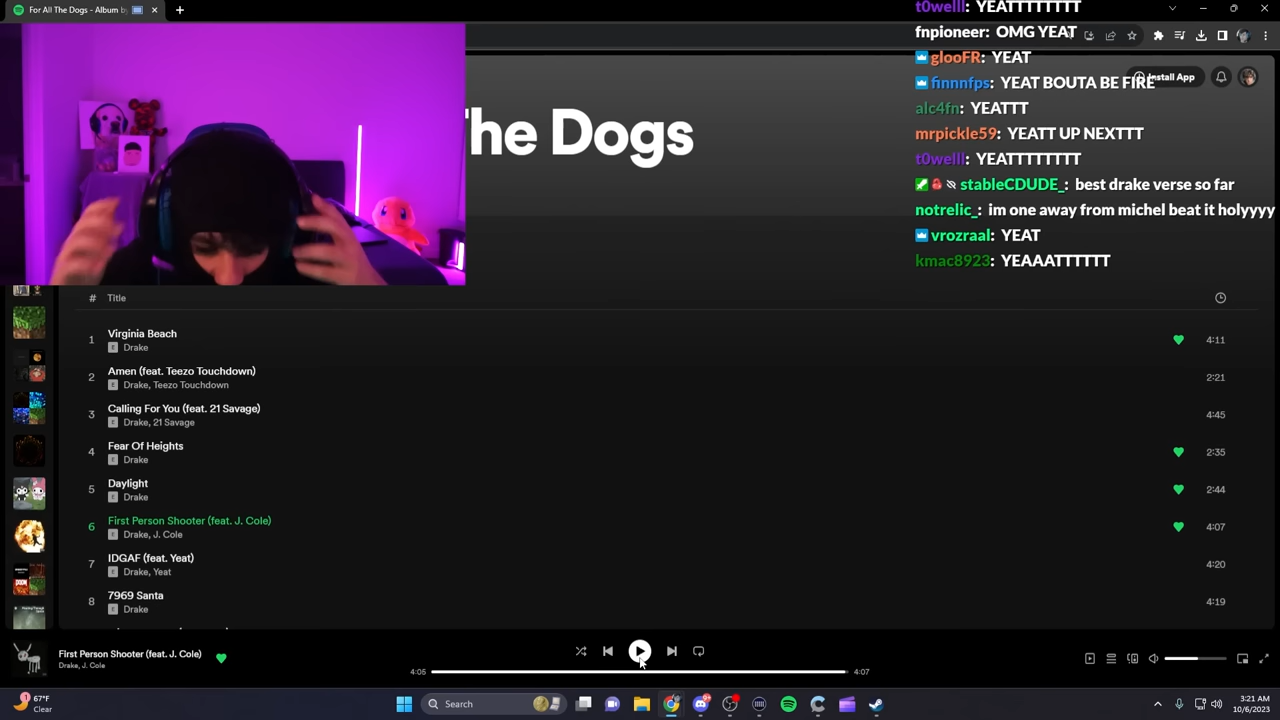 For All The Dogs - Album by
t0welll: YEATTTTTTTT
fnpioneer: OMG YEAT
glooFR: YEAT
finnnfps: YEAT BOUTA BE FIRE
Install App
alc4fn: YEATTT
mrpickle59: YEATT UP NEXTTT
t0welll: YEATTTTTTTT
stableCDUDE_: best drake verse so far
notrelic_: im one away from michel beat it holyyyy
vrozraal: YEAT
kmac8923: YEAAATTTTTT
The Dogs
# Title
1 Virginia Beach 4:11
E Drake
2 Amen (feat. Teezo Touchdown) 2:21
E Drake, Teezo Touchdown
3 Calling For You (feat. 21 Savage) 4:45
E Drake, 21 Savage
4 Fear Of Heights 2:35
E Drake
5 Daylight 2:44
E Drake
6 First Person Shooter (feat. J. Cole) 4:07
E Drake, J. Cole
7 IDGAF (feat. Yeat) 4:20
E Drake, Yeat
8 7969 Santa 4:19
E Drake
First Person Shooter (feat. J. Cole)
Drake, J. Cole
4:05 4:07
1
67°F
Clear
Search
3:21 AM
10/6/2023